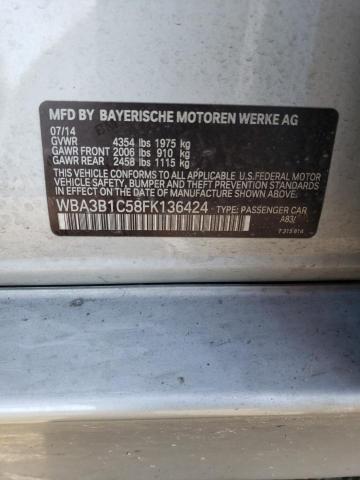 MFD BY BAYERISCHE MOTOREN WERKE AG
07/14
GVWR 4354 lbs 1975 kg
GAWR FRONT 2006 lbs 910 kg
GAWR REAR 2458 lbs 1115 kg
THIS VEHICLE CONFORMS TO ALL APPLICABLE U.S.FEDERAL MOTOR
VEHICLE SAFETY, BUMPER, AND THEFT PREVENTION STANDARDS IN
EFFECT ON THE DATE OF MANUFACTURE SHOWN ABOVE.
WBA3B1C58FK136424 TYPE: PASSENGER CAR
A83/
7 315 614